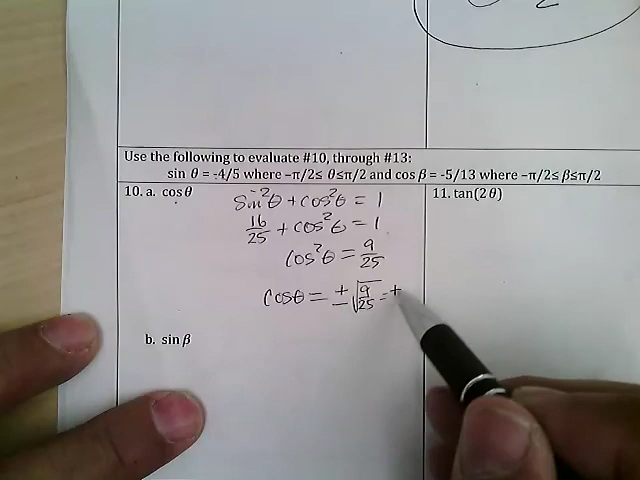 2
Use the following to evaluate #10, through #13:
sin θ = -4/5 where –π/2≤ θ≤π/2 and cos β = -5/13 where –π/2≤ β≤π/2
10. a. cos θ
sin²θ + cos²θ = 1
16/25 + cos²θ = 1
cos²θ = 9/25
cosθ = ± √9/25 = +
b. sin β
11. tan(2θ)